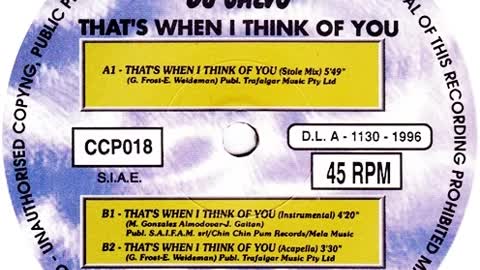 THAT'S WHEN I THINK OF YOU
A1 - THAT'S WHEN I THINK OF YOU (Stole Mix) 5'49"
(G. Frost-E. Weideman) Publ. Trafalgar Music Pty Ltd
CCP018
S.I.A.E.
D.L. A - 1130 - 1996
45 RPM
B1 - THAT'S WHEN I THINK OF YOU (Instrumental) 4'20"
(M. Gonzalez Almodovar-J. Gaitan)
Publ. S.A.I.F.A.M. srl/Chin Chin Pum Records/Mela Music
B2 - THAT'S WHEN I THINK OF YOU (Acapella) 3'30"
(G. Frost-E. Weideman) Publ. Trafalgar Music Pty Ltd
- UNAUTHORISED COPYNG, PUBLIC
OF THIS RECORDING PROHIBITED